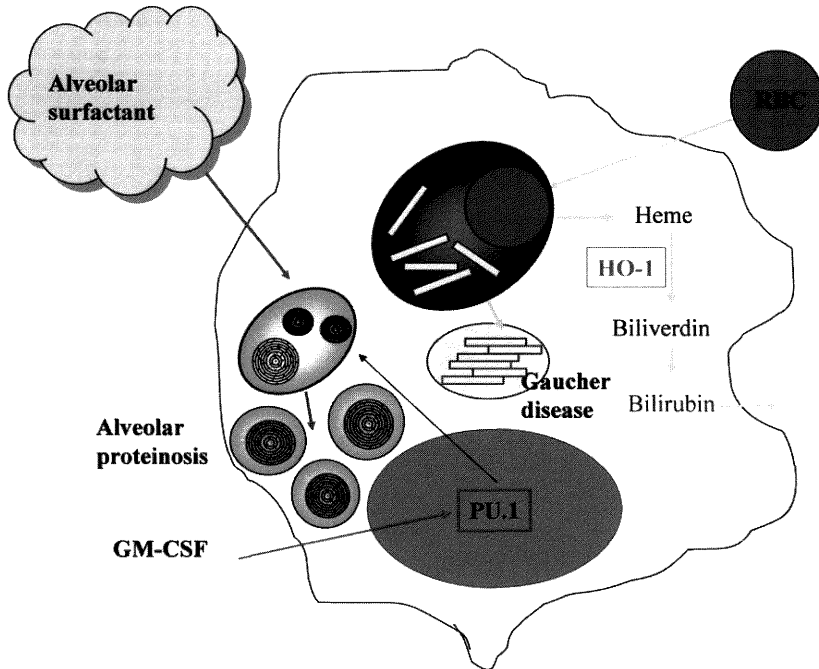 Alveolar
surfactant
RBC
Heme
HO-1
Biliverdin
Gaucher
disease
Bilirubin
Alveolar
proteinosis
PU.1
GM-CSF